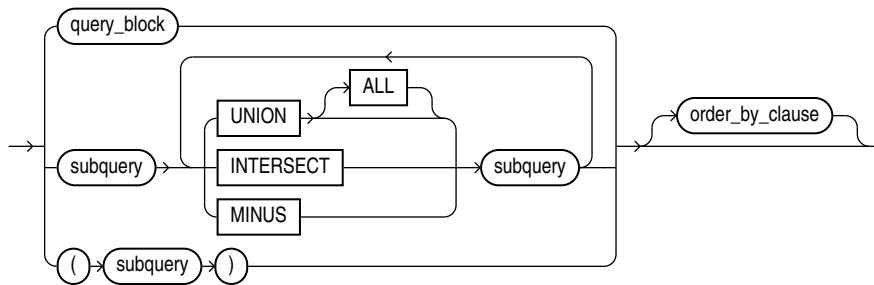 query_block
ALL
UNION
order_by_clause
subquery
INTERSECT
subquery
MINUS
( subquery )